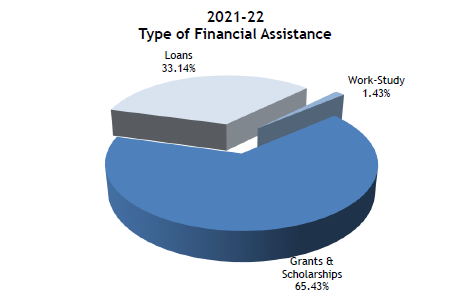 2021-22
Type of Financial Assistance
Loans
33.14%
Work-Study
1.43%
Grants &
Scholarships
65.43%